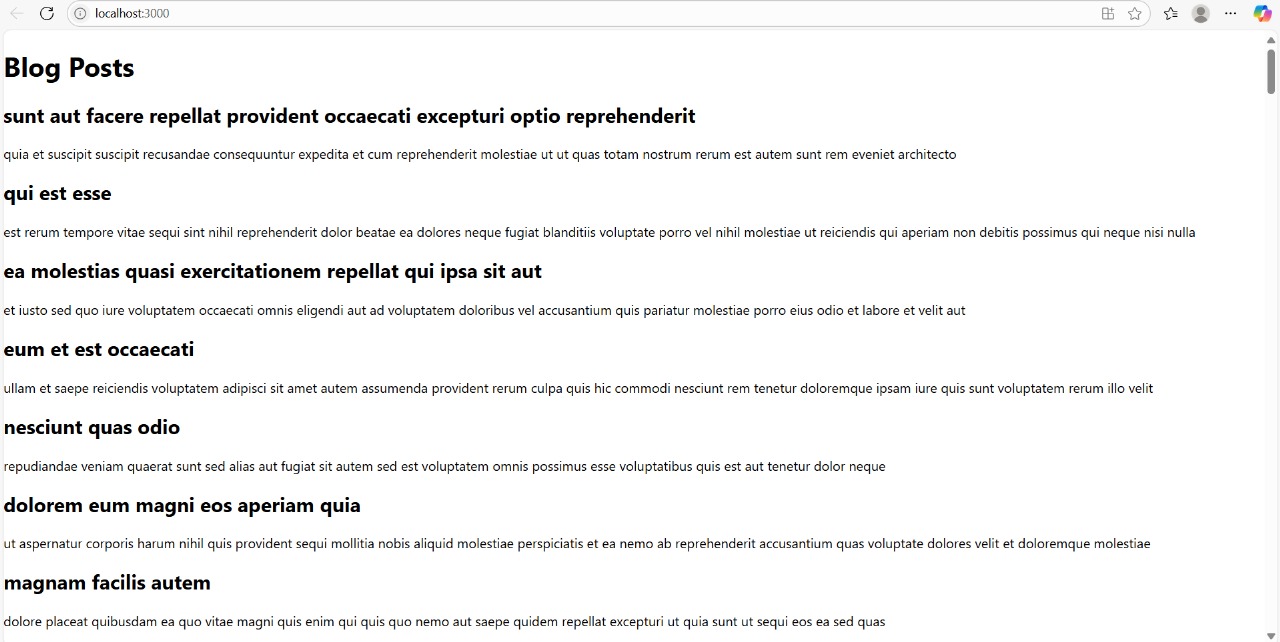 localhost:3000
Blog Posts
sunt aut facere repellat provident occaecati excepturi optio reprehenderit
quia et suscipit suscipit recusandae consequuntur expedita et cum reprehenderit molestiae ut ut quas totam nostrum rerum est autem sunt rem eveniet architecto
qui est esse
est rerum tempore vitae sequi sint nihil reprehenderit dolor beatae ea dolores neque fugiat blanditiis voluptate porro vel nihil molestiae ut reiciendis qui aperiam non debitis possimus qui neque nisi nulla
ea molestias quasi exercitationem repellat qui ipsa sit aut
et iusto sed quo iure voluptatem occaecati omnis eligendi aut ad voluptatem doloribus vel accusantium quis pariatur molestiae porro eius odio et labore et velit aut
eum et est occaecati
ullam et saepe reiciendis voluptatem adipisci sit amet autem assumenda provident rerum culpa quis hic commodi nesciunt rem tenetur doloremque ipsam iure quis sunt voluptatem rerum illo velit
nesciunt quas odio
repudiandae veniam quaerat sunt sed alias aut fugiat sit autem sed est voluptatem omnis possimus esse voluptatibus quis est aut tenetur dolor neque
dolorem eum magni eos aperiam quia
ut aspernatur corporis harum nihil quis provident sequi mollitia nobis aliquid molestiae perspiciatis et ea nemo ab reprehenderit accusantium quas voluptate dolores velit et doloremque molestiae
magnam facilis autem
dolore placeat quibusdam ea quo vitae magni quis enim qui quis quo nemo aut saepe quidem repellat excepturi ut quia sunt ut sequi eos ea sed quas